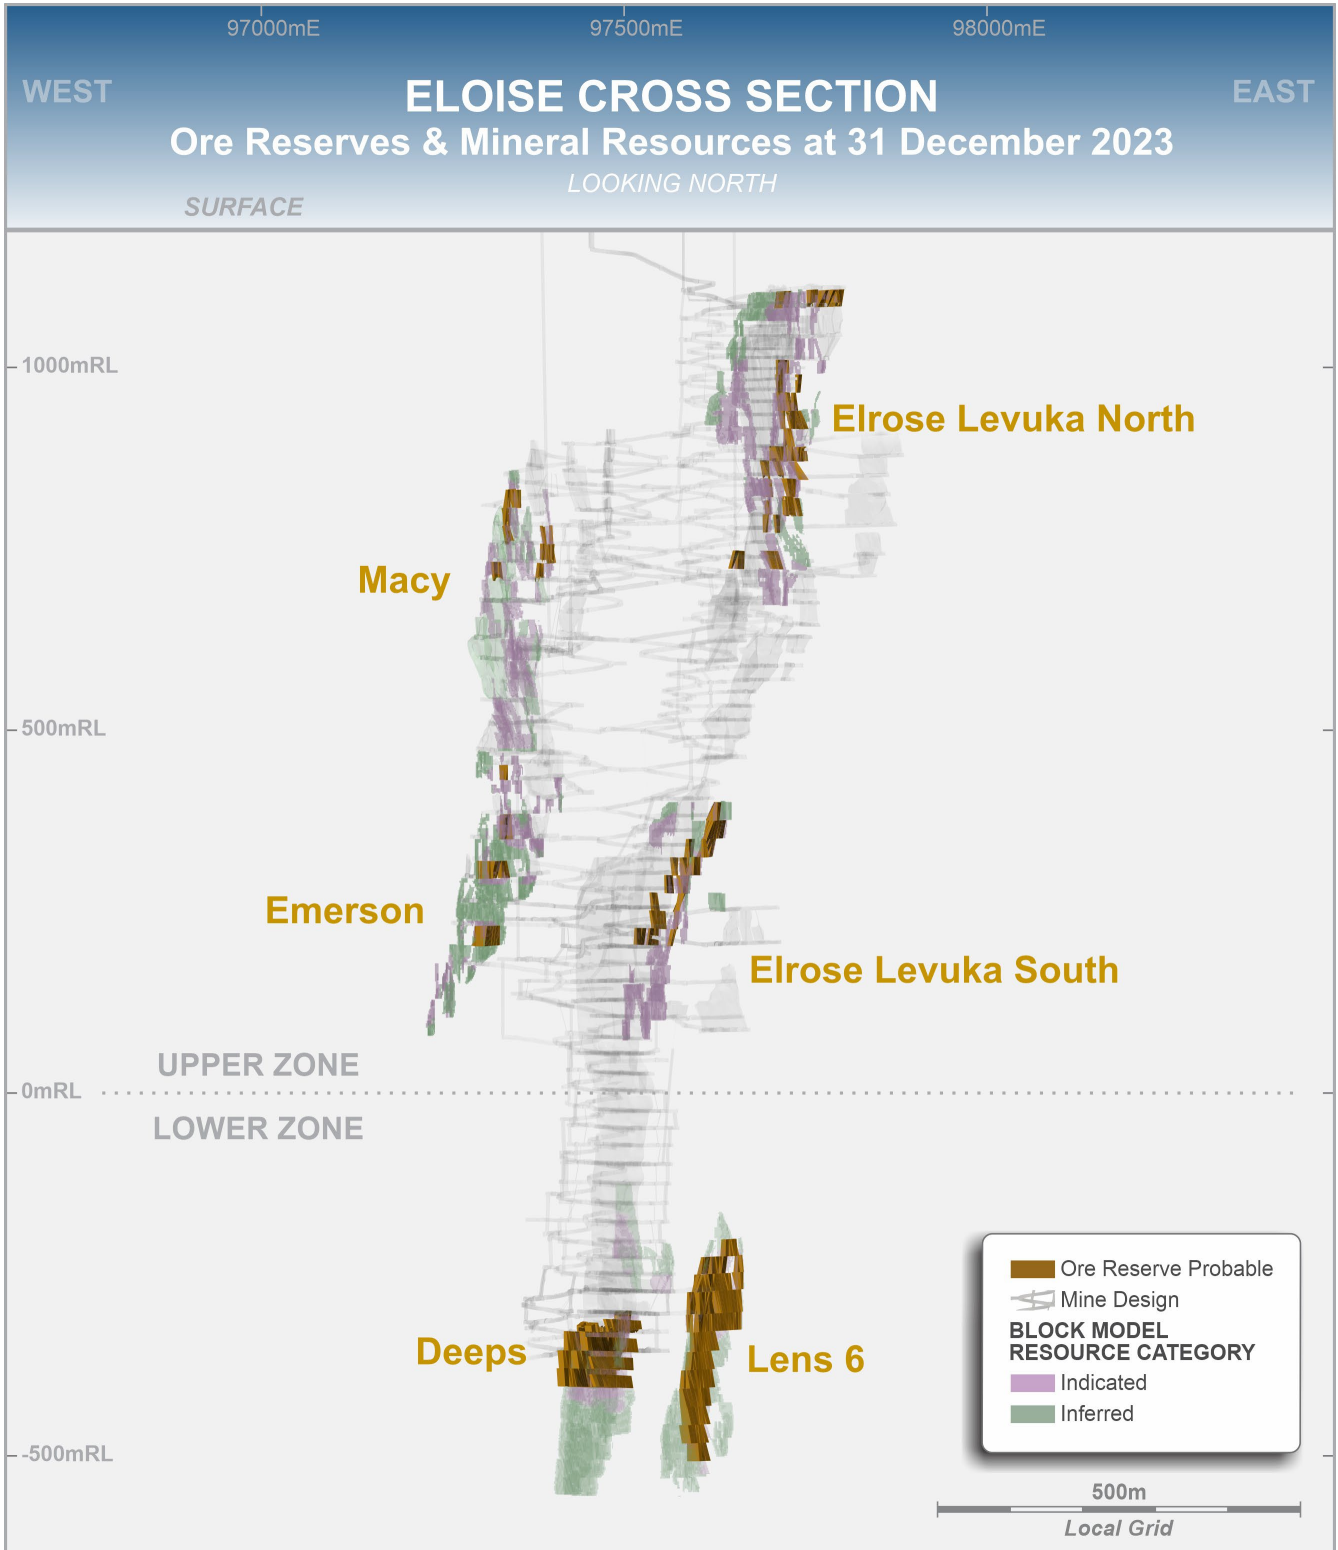 97000mE 97500mE 98000mE
WEST EAST
ELOISE CROSS SECTION
Ore Reserves & Mineral Resources at 31 December 2023
LOOKING NORTH
SURFACE
1000mRL
Elrose Levuka North
Macy
500mRL
Emerson
Elrose Levuka South
UPPER ZONE
0mRL
LOWER ZONE
Deeps
Lens 6
-500mRL
Ore Reserve Probable
Mine Design
BLOCK MODEL
RESOURCE CATEGORY
Indicated
Inferred
500m
Local Grid